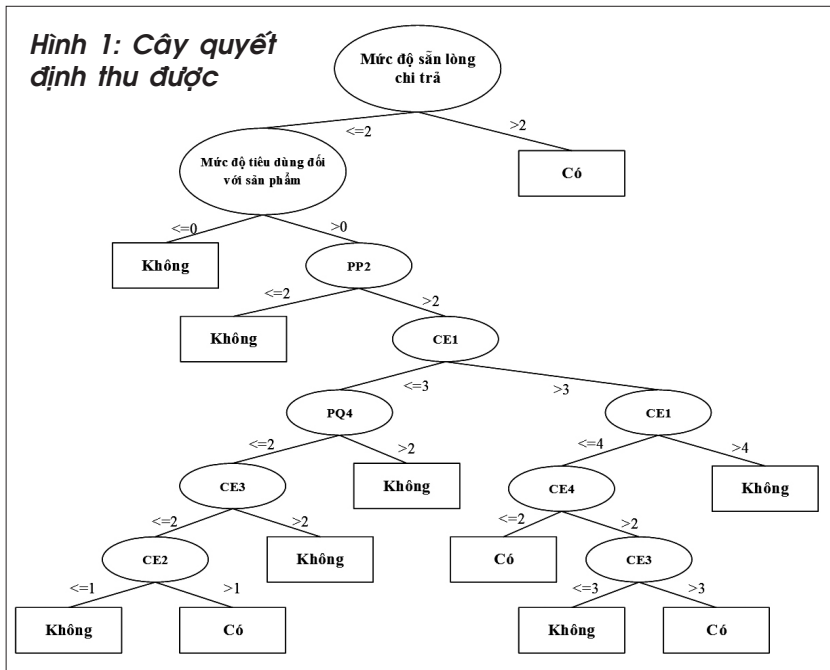 Hình 1: Cây quyết
định thu được
Mức độ sẵn lòng
chi trả
<=2
>2
Mức độ tiêu dùng đối
với sản phẩm
Có
<=0
>0
Không
PP2
<=2
>2
Không
CE1
<=3
>3
PQ4
CE1
<=2
>2
<=4
>4
CE3
Không
CE4
Không
<=2
>2
<=2
>2
CE2
Không
Có
CE3
<=1
>1
<=3
>3
Không
Có
Không
Có